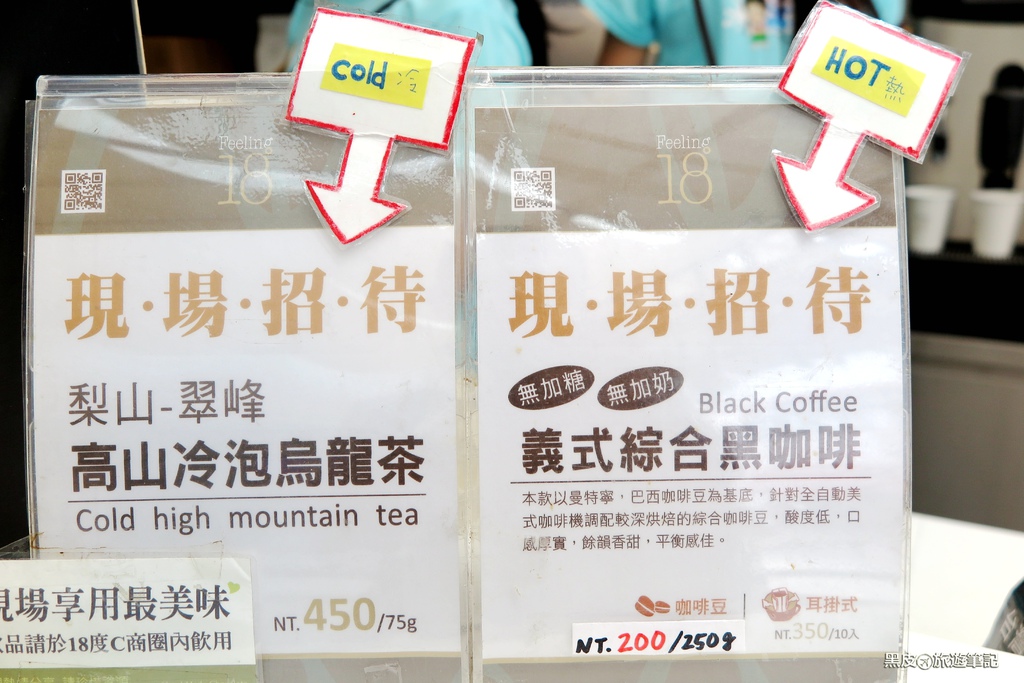 cold 冷
Feeling
18
現・場・招・待
梨山-翠峰
高山冷泡烏龍茶
Cold high mountain tea
NT.450/75g
現場享用最美味
飲品請於18度C商圈內飲用
HOT 熱
Feeling
18
現・場・招・待
無加糖 無加奶 Black Coffee
義式綜合黑咖啡
本款以曼特寧，巴西咖啡豆為基底，針對全自動美
式咖啡機調配較深烘焙的綜合咖啡豆，酸度低，口
感厚實，餘韻香甜，平衡感佳。
咖啡豆
NT.200/250g
耳掛式
NT.350/10入
黑皮旅遊筆記